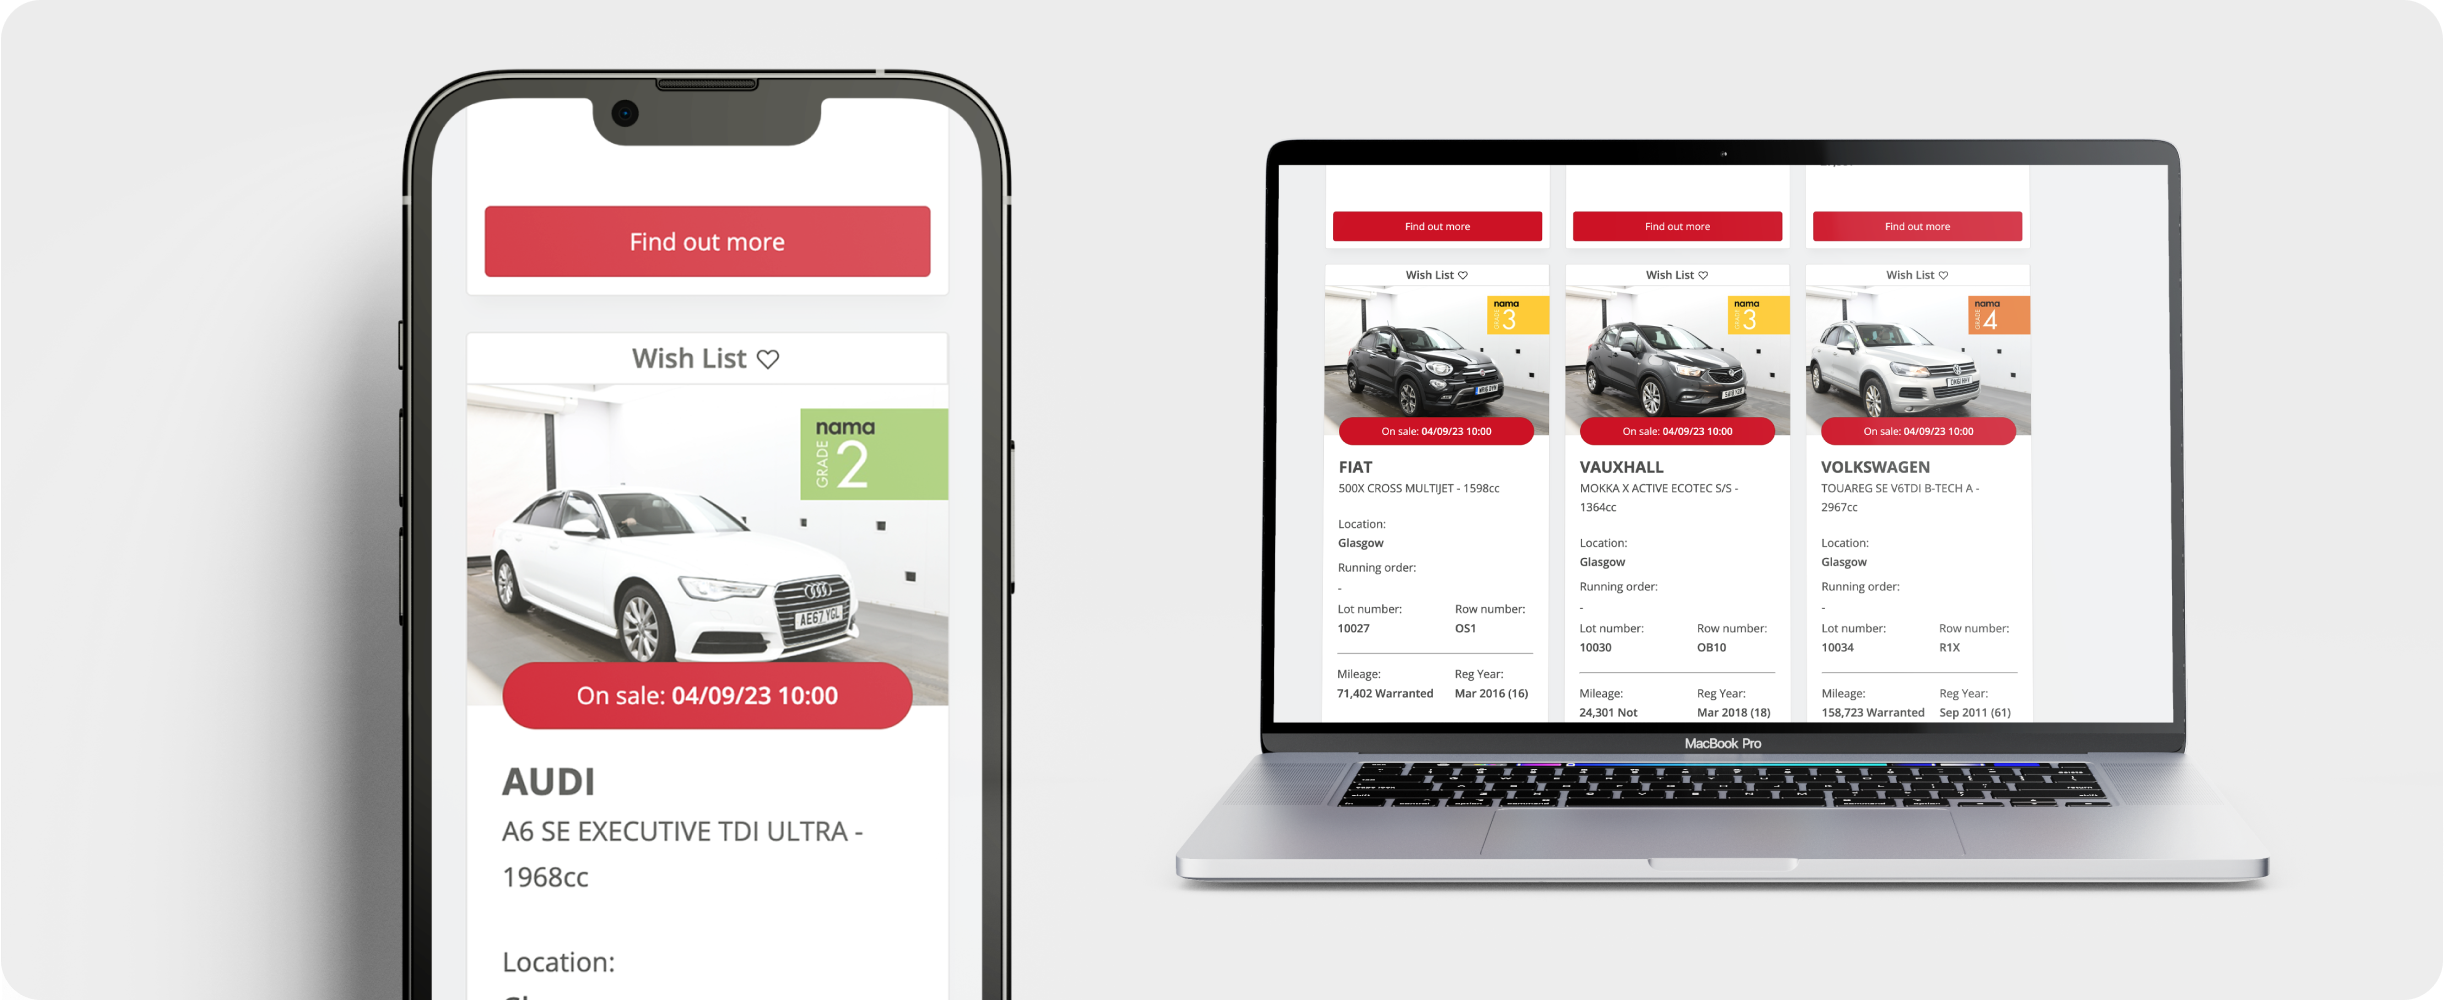 Find out more
Wish List
nama
GRADE 2
AE67 YGL
On sale: 04/09/23 10:00
AUDI
A6 SE EXECUTIVE TDI ULTRA -
1968cc
Location:
Find out more
Find out more
Find out more
Wish List
Wish List
Wish List
nama
GRADE 3
nama
GRADE 3
nama
GRADE 4
On sale: 04/09/23 10:00
On sale: 04/09/23 10:00
On sale: 04/09/23 10:00
FIAT
500X CROSS MULTIJET - 1598cc
Location:
Glasgow
Running order:
-
Lot number: Row number:
10027 OS1
Mileage: Reg Year:
71,402 Warranted Mar 2016 (16)
VAUXHALL
MOKKA X ACTIVE ECOTEC S/S -
1364cc
Location:
Glasgow
Running order:
-
Lot number: Row number:
10030 OB10
Mileage: Reg Year:
24,301 Not Mar 2018 (18)
VOLKSWAGEN
TOUAREG SE V6TDI B-TECH A -
2967cc
Location:
Glasgow
Running order:
-
Lot number: Row number:
10034 R1X
Mileage: Reg Year:
158,723 Warranted Sep 2011 (61)
MacBook Pro